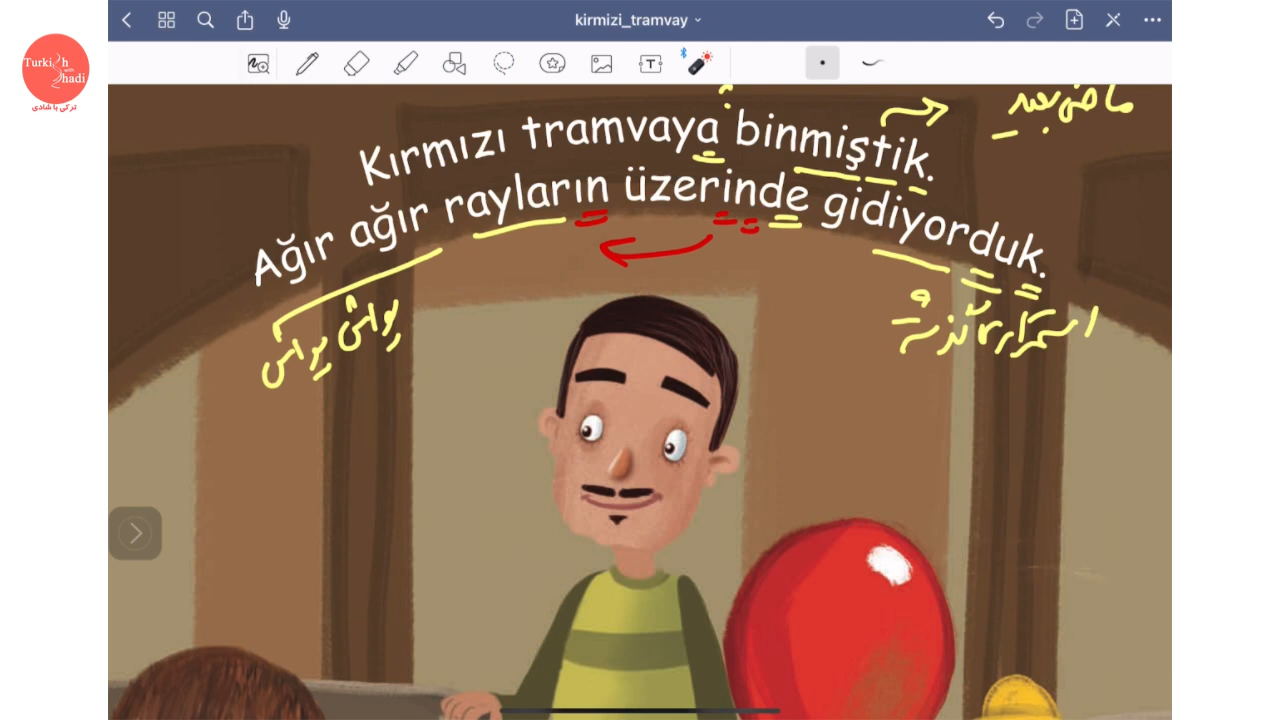 kirmizi_tramvay
Turkish
with
Shadi
ترکی با شادی
ماضی بعید
Kırmızı tramvaya binmiştik.
Ağır ağır rayların üzerinde gidiyorduk.
یواش یواش
استمرار گذشته